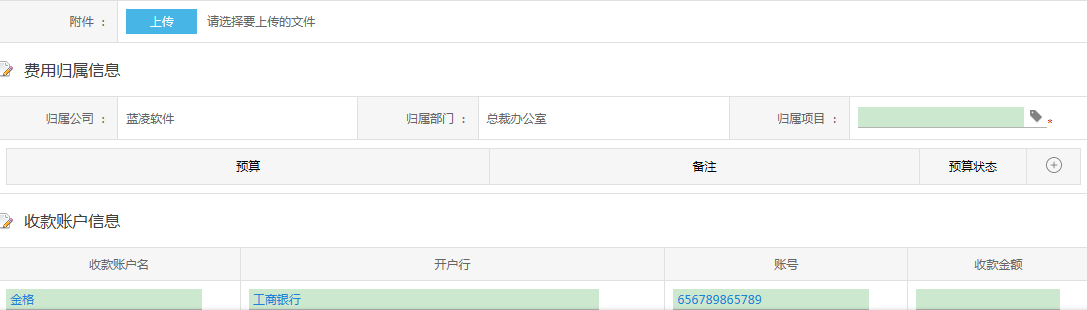 附件 : 上传 请选择要上传的文件
费用归属信息
归属公司 : 蓝凌软件 归属部门 : 总裁办公室 归属项目 : *
预算 备注 预算状态
收款账户信息
收款账户名 开户行 账号 收款金额
金格 工商银行 656789865789